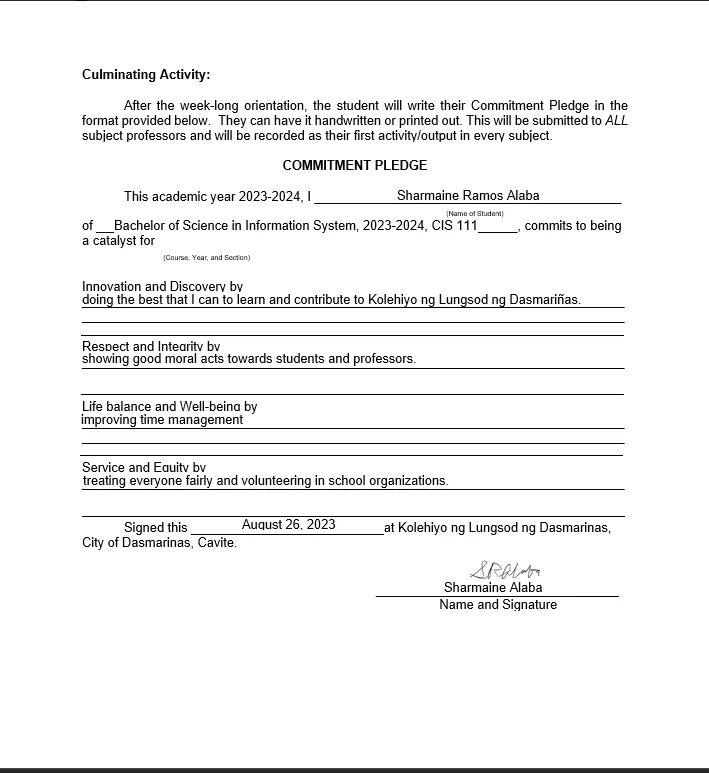 Culminating Activity:
After the week-long orientation, the student will write their Commitment Pledge in the
format provided below. They can have it handwritten or printed out. This will be submitted to ALL
subject professors and will be recorded as their first activity/output in every subject.
COMMITMENT PLEDGE
This academic year 2023-2024, I Sharmaine Ramos Alaba
(Name of Student)
of Bachelor of Science in Information System, 2023-2024, CIS 111, commits to being
a catalyst for
(Course, Year, and Section)
Innovation and Discovery by
doing the best that I can to learn and contribute to Kolehiyo ng Lungsod ng Dasmariñas.
Respect and Integrity by
showing good moral acts towards students and professors.
Life balance and Well-being by
improving time management
Service and Equity by
treating everyone fairly and volunteering in school organizations.
Signed this August 26, 2023 at Kolehiyo ng Lungsod ng Dasmarinas,
City of Dasmarinas, Cavite.
SRAlaba
Sharmaine Alaba
Name and Signature